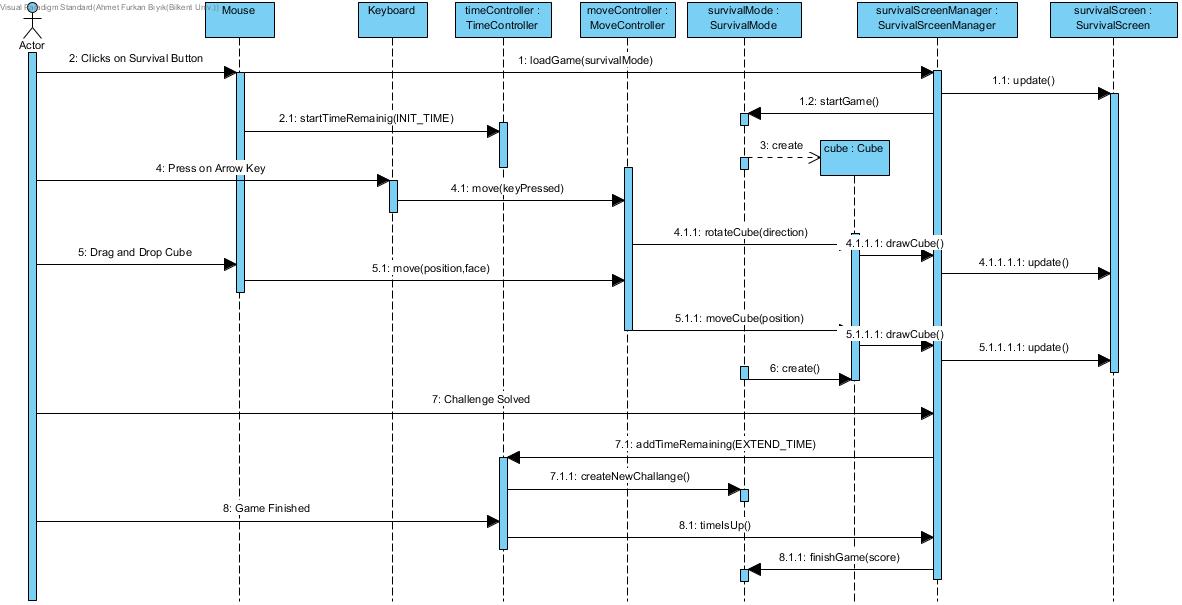 Visual Paradigm Standard(Ahmet Furkan Bıyık(Bilkent Univ.))
Actor
Mouse
Keyboard
timeController :
TimeController
moveController :
MoveController
survivalMode :
SurvivalMode
survivalScreenManager :
SurvivalSrceenManager
survivalScreen :
SurvivalScreen
2: Clicks on Survival Button
1: loadGame(survivalMode)
1.1: update()
1.2: startGame()
2.1: startTimeRemainig(INIT_TIME)
3: create
cube : Cube
4: Press on Arrow Key
4.1: move(keyPressed)
4.1.1: rotateCube(direction)
4.1.1.1: drawCube()
5: Drag and Drop Cube
4.1.1.1.1: update()
5.1: move(position,face)
5.1.1: moveCube(position)
5.1.1.1: drawCube()
5.1.1.1.1: update()
6: create()
7: Challenge Solved
7.1: addTimeRemaining(EXTEND_TIME)
7.1.1: createNewChallange()
8: Game Finished
8.1: timeIsUp()
8.1.1: finishGame(score)